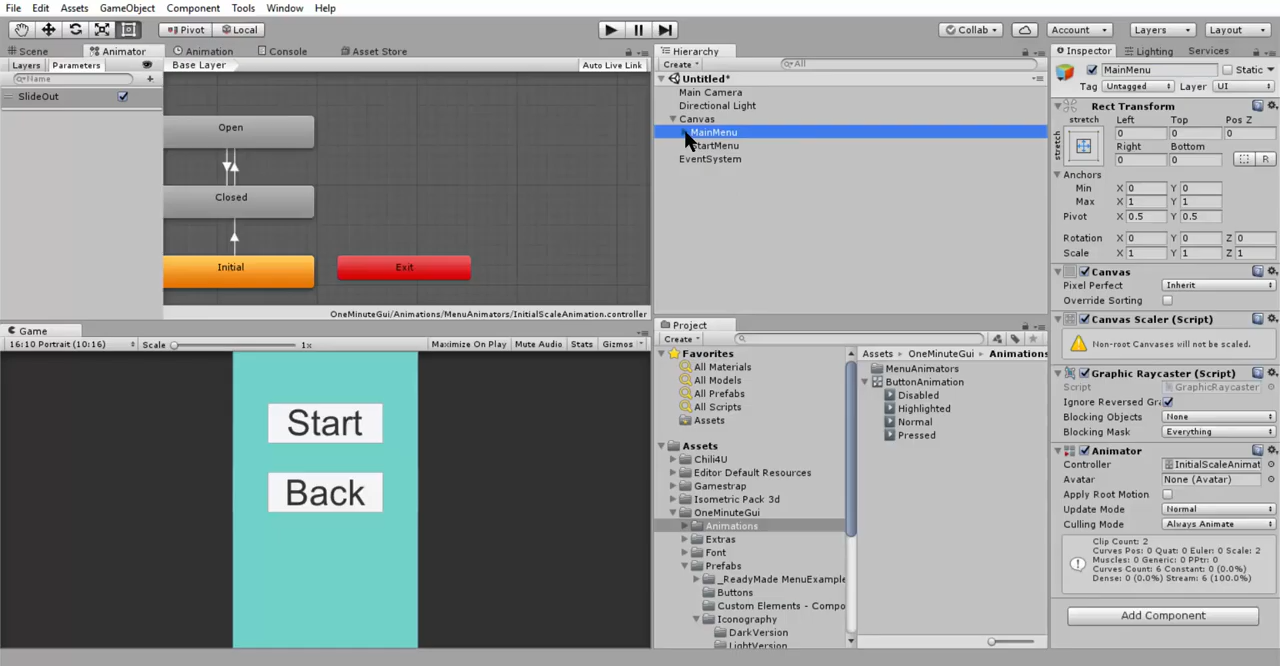 File Edit Assets GameObject Component Tools Window Help
Pivot Local Collab Account Layers Layout
Scene Animator Animation Console Asset Store
Layers Parameters Base Layer Auto Live Link
Name
SlideOut
Open
Closed
Initial
Exit
OneMinuteGui/Animations/MenuAnimators/InitialScaleAnimation.controller
Game
16:10 Portrait (10:16) Scale 1x Maximize On Play Mute Audio Stats Gizmos
Start
Back
Hierarchy
Create All
Untitled*
Main Camera
Directional Light
Canvas
MainMenu
StartMenu
EventSystem
Project
Create
Favorites
All Materials
All Models
All Prefabs
All Scripts
Assets
Assets
Chili4U
Editor Default Resources
Gamestrap
Isometric Pack 3d
OneMinuteGui
Animations
Extras
Font
Prefabs
_ReadyMade MenuExample
Buttons
Custom Elements - Compo
Iconography
DarkVersion
LightVersion
Assets OneMinuteGui Animations
MenuAnimators
ButtonAnimation
Disabled
Highlighted
Normal
Pressed
Inspector Lighting Services
MainMenu Static
Tag Untagged Layer UI
Rect Transform
stretch Left Top Pos Z
stretch 0 0 0
Right Bottom
0 0 R
Anchors
Min X 0 Y 0
Max X 1 Y 1
Pivot X 0.5 Y 0.5
Rotation X 0 Y 0 Z 0
Scale X 1 Y 1 Z 1
Canvas
Pixel Perfect Inherit
Override Sorting
Canvas Scaler (Script)
Non-root Canvases will not be scaled.
Graphic Raycaster (Script)
Script GraphicRaycaster
Ignore Reversed Gra
Blocking Objects None
Blocking Mask Everything
Animator
Controller InitialScaleAnimat
Avatar None (Avatar)
Apply Root Motion
Update Mode Normal
Culling Mode Always Animate
Clip Count: 2
Curves Pos: 0 Quat: 0 Euler: 0 Scale: 2
Muscles: 0 Generic: 0 PPtr: 0
Curves Count: 6 Constant: 0 (0.0%)
Dense: 0 (0.0%) Stream: 6 (100.0%)
Add Component